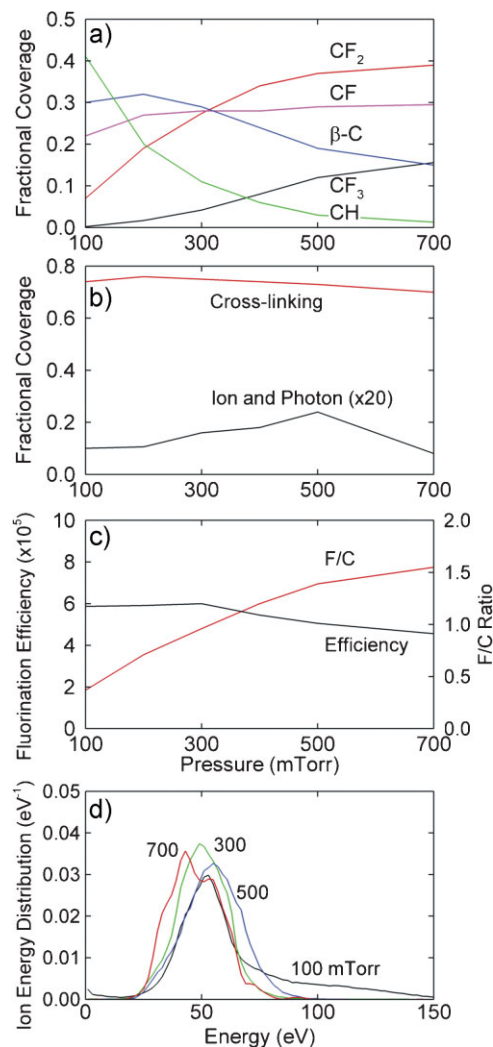 a)
Fractional Coverage
0.5
0.4
0.3
0.2
0.1
0.0
CF2
CF
β-C
CF3
CH
100
300
500
700
b)
Fractional Coverage
0.8
0.6
0.4
0.2
0.0
Cross-linking
Ion and Photon (x20)
100
300
500
700
c)
Fluorination Efficiency (x10⁵)
10
8
6
4
2
0
F/C
Efficiency
2.0
1.5
1.0
0.5
0.0
F/C Ratio
100
300
500
700
Pressure (mTorr)
d)
Ion Energy Distribution (eV⁻¹)
0.05
0.04
0.03
0.02
0.01
0.00
700
300
500
100 mTorr
0
50
100
150
Energy (eV)